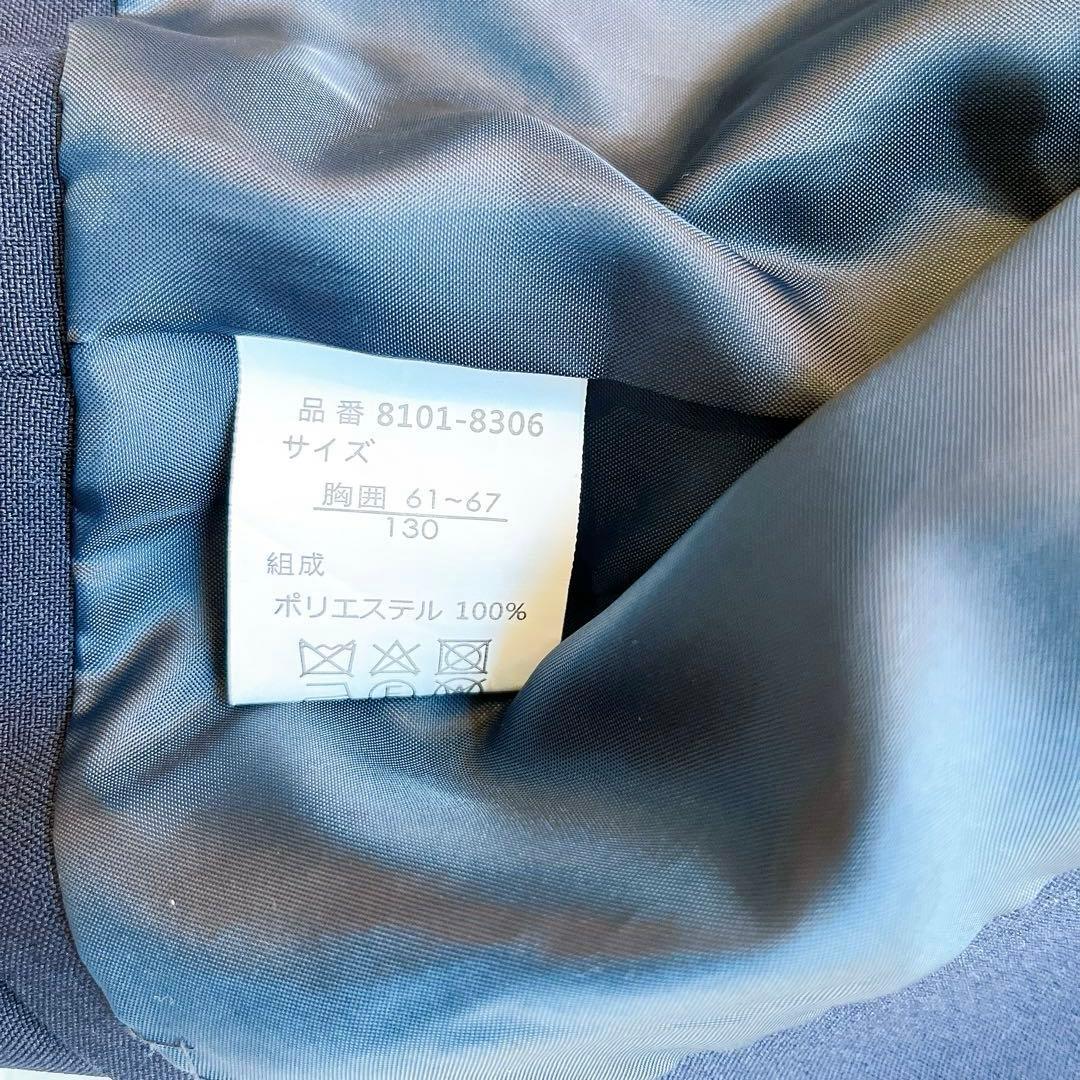 品番 8101-8306
サイズ
胸囲 61~67
130
組成
ポリエステル 100%